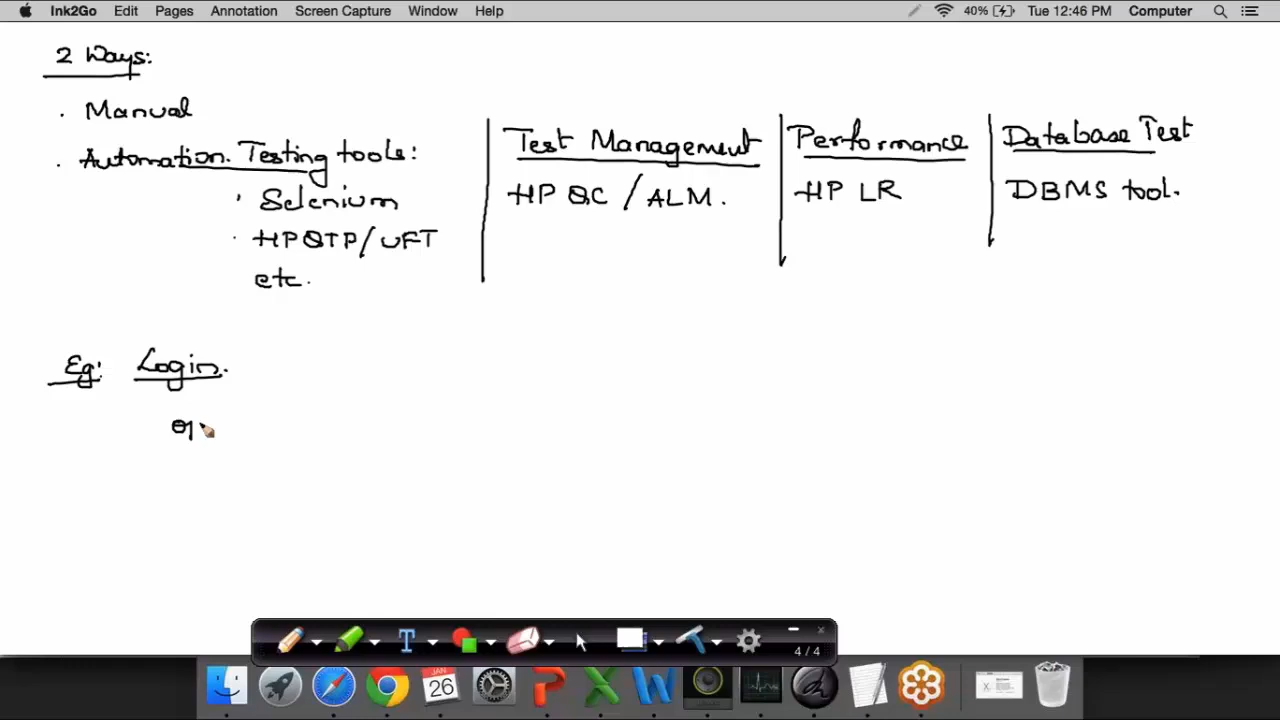 Ink2Go Edit Pages Annotation Screen Capture Window Help 40% Tue 12:46 PM Computer
2 Ways:
. Manual
. Automation. Testing tools:
. Selenium
. HP QTP/UFT
etc.
Test Management
HP QC / ALM.
Performance
HP LR
Database Test
DBMS tool.
Eg: Login.
4 / 4
JAN
26